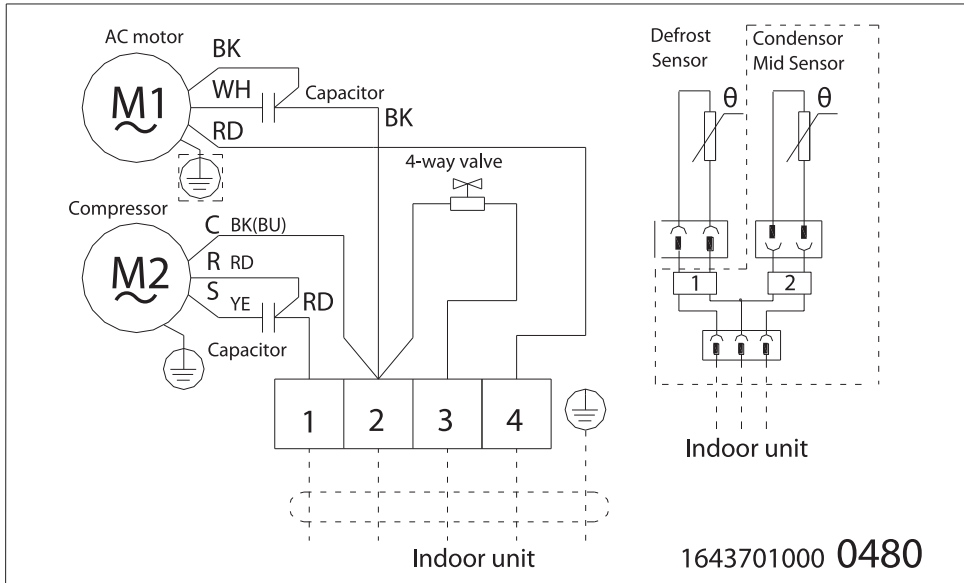 AC motor
M1
BK
WH
RD
Capacitor
BK
4-way valve
Compressor
M2
C BK(BU)
R RD
S YE
RD
Capacitor
1 2 3 4
Indoor unit
Defrost
Sensor
Condensor
Mid Sensor
θ θ
1 2
Indoor unit
1643701000 0480